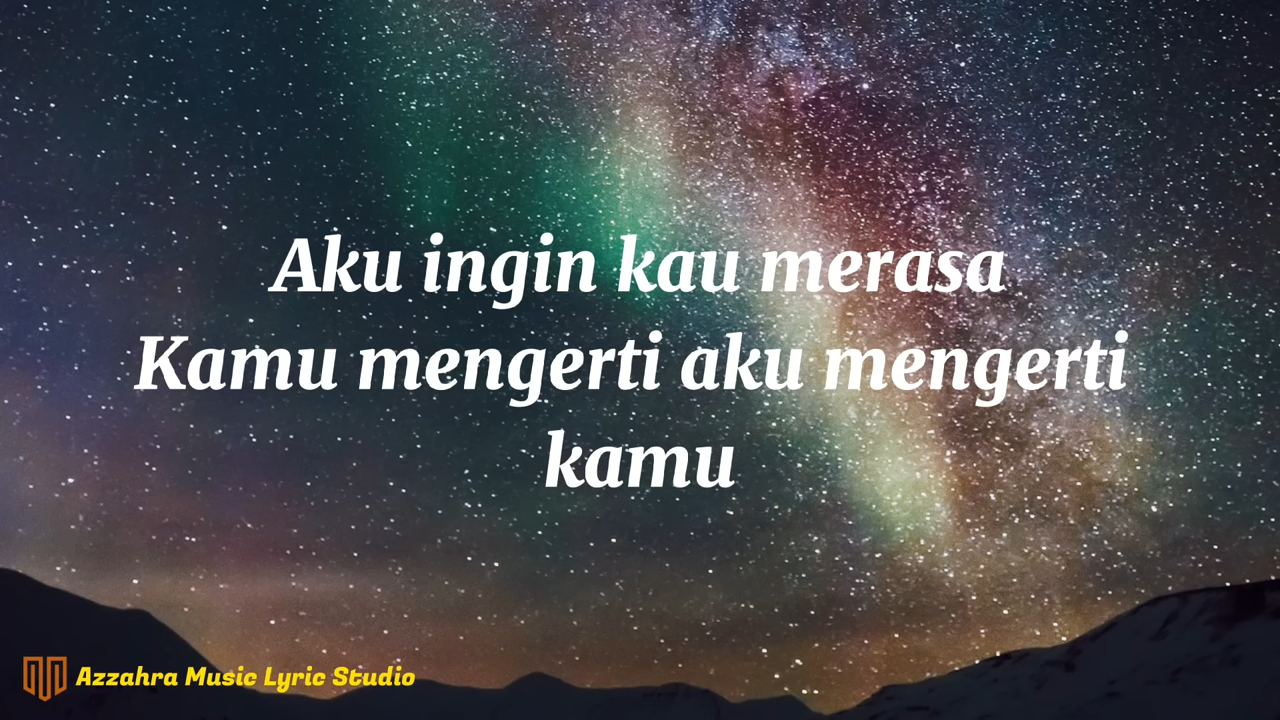 Aku ingin kau merasa
Kamu mengerti aku mengerti
kamu
Azzahra Music Lyric Studio